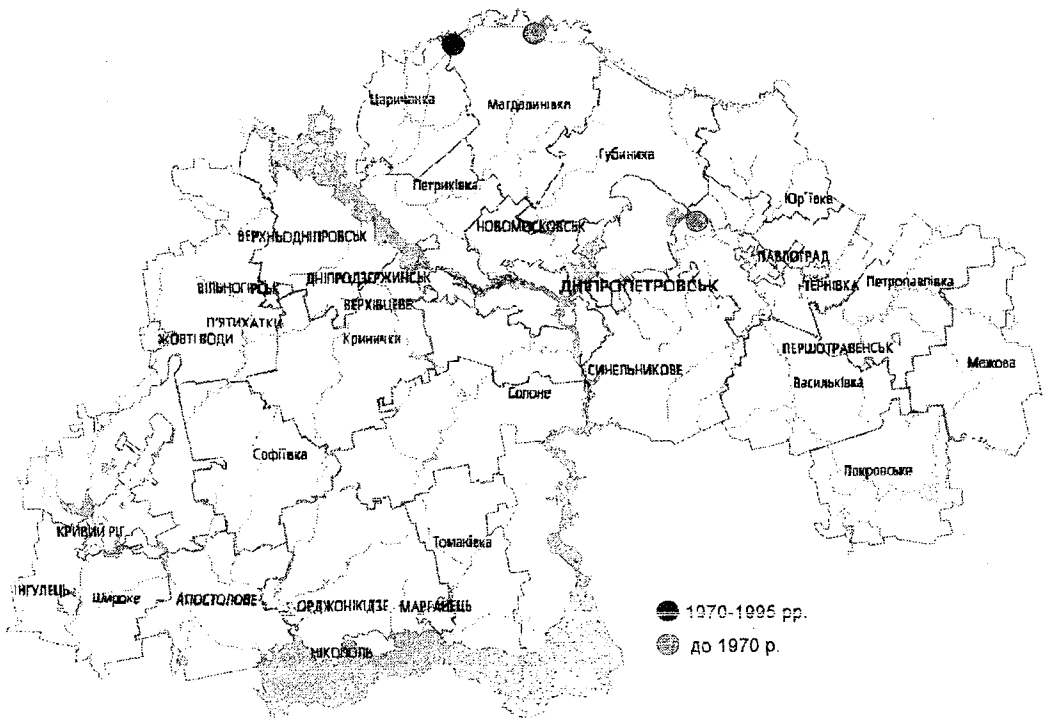 Царичанка
Магдалинівка
Губиниха
Петриківка
Юр'ївка
НОВОМОСКОВСЬК
ВЕРХНЬОДНІПРОВСЬК
ПАВЛОГРАД
ДНІПРОДЗЕРЖИНСЬК
ДНІПРОПЕТРОВСЬК
ТЕРНІВКА
Петропавлівка
ВІЛЬНОГІРСЬК
ВЕРХІВЦЕВЕ
П'ЯТИХАТКИ
ЖОВТІ ВОДИ
Кринички
ПЕРШОТРАВЕНСЬК
Межова
СИНЕЛЬНИКОВЕ
Васильківка
Солоне
Софіївка
Покровське
КРИВИЙ РІГ
Томаківка
ІНГУЛЕЦЬ
Широке
АПОСТОЛОВЕ
ОРДЖОНІКІДЗЕ
МАРГАНЕЦЬ
НІКОПОЛЬ
1970-1995 рр.
до 1970 р.